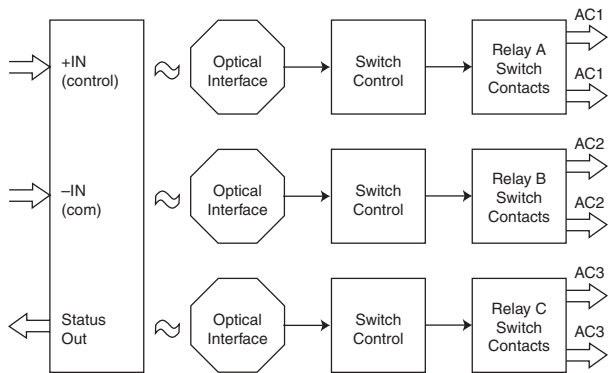 +IN
(control)
Optical
Interface
Switch
Control
Relay A
Switch
Contacts
AC1
AC1
–IN
(com)
Optical
Interface
Switch
Control
Relay B
Switch
Contacts
AC2
AC2
Status
Out
Optical
Interface
Switch
Control
Relay C
Switch
Contacts
AC3
AC3